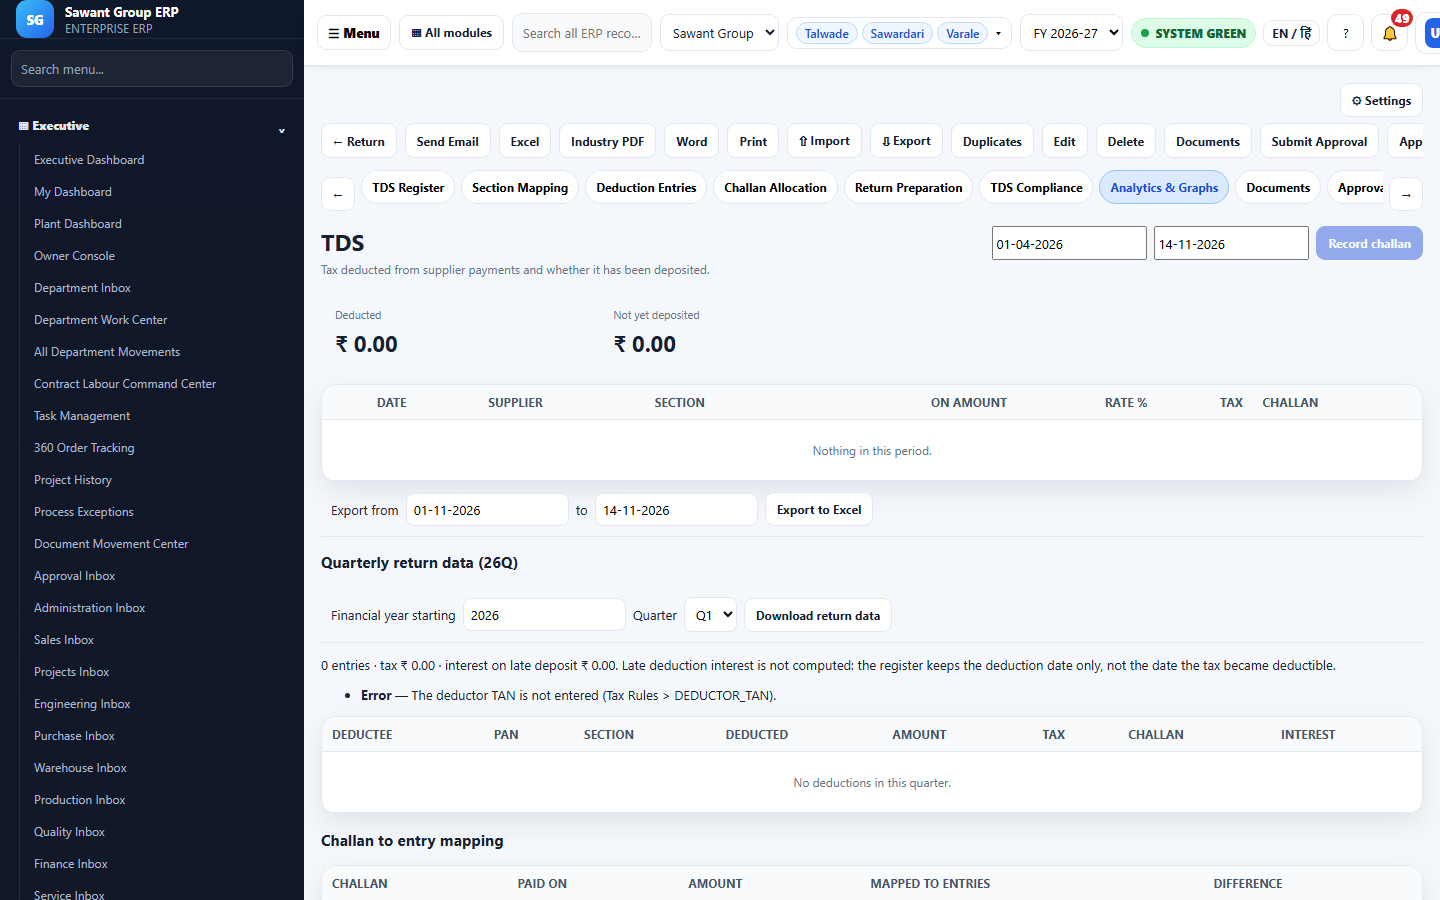 SG
Sawant Group ERP
ENTERPRISE ERP
Search menu...
Executive
Executive Dashboard
My Dashboard
Plant Dashboard
Owner Console
Department Inbox
Department Work Center
All Department Movements
Contract Labour Command Center
Task Management
360 Order Tracking
Project History
Process Exceptions
Document Movement Center
Approval Inbox
Administration Inbox
Sales Inbox
Projects Inbox
Engineering Inbox
Purchase Inbox
Warehouse Inbox
Production Inbox
Quality Inbox
Finance Inbox
Service Inbox
☰ Menu
All modules
Search all ERP reco...
Sawant Group
Talwade Sawardari Varale
FY 2026-27
SYSTEM GREEN
EN / हिं
?
49
U
⚙ Settings
← Return Send Email Excel Industry PDF Word Print ⇧ Import ⇩ Export Duplicates Edit Delete Documents Submit Approval App
← TDS Register Section Mapping Deduction Entries Challan Allocation Return Preparation TDS Compliance Analytics & Graphs Documents Approva →
TDS
01-04-2026 14-11-2026 Record challan
Tax deducted from supplier payments and whether it has been deposited.
Deducted Not yet deposited
₹ 0.00 ₹ 0.00
DATE SUPPLIER SECTION ON AMOUNT RATE % TAX CHALLAN
Nothing in this period.
Export from 01-11-2026 to 14-11-2026 Export to Excel
Quarterly return data (26Q)
Financial year starting 2026 Quarter Q1 Download return data
0 entries · tax ₹ 0.00 · interest on late deposit ₹ 0.00. Late deduction interest is not computed: the register keeps the deduction date only, not the date the tax became deductible.
• Error — The deductor TAN is not entered (Tax Rules > DEDUCTOR_TAN).
DEDUCTEE PAN SECTION DEDUCTED AMOUNT TAX CHALLAN INTEREST
No deductions in this quarter.
Challan to entry mapping
CHALLAN PAID ON AMOUNT MAPPED TO ENTRIES DIFFERENCE